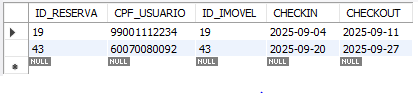 ID_RESERVA CPF_USUARIO ID_IMOVEL CHECKIN CHECKOUT
19 99001112234 19 2025-09-04 2025-09-11
43 60070080092 43 2025-09-20 2025-09-27
NULL NULL NULL NULL NULL